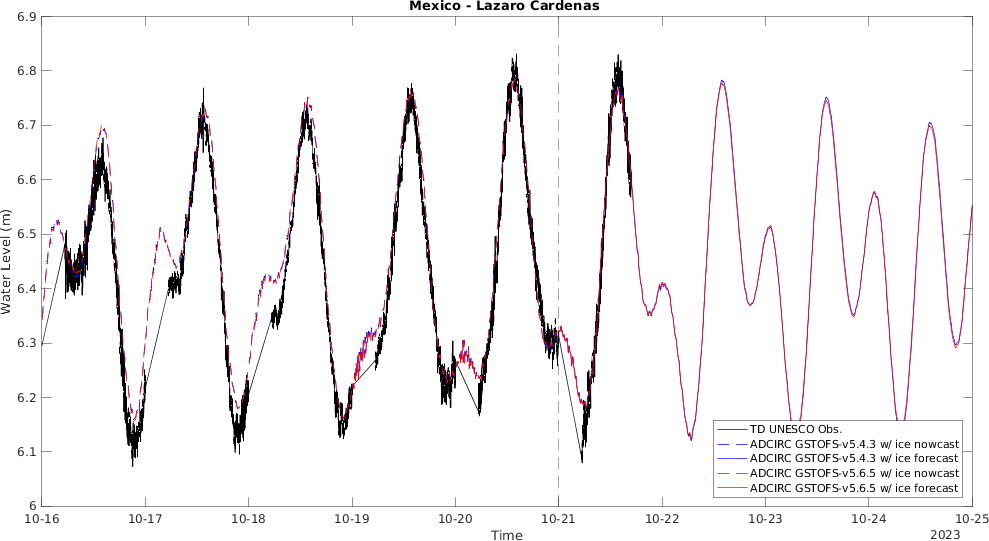 Mexico - Lazaro Cardenas
6.9
6.8
6.7
6.6
6.5
6.4
6.3
6.2
6.1
6
Water Level (m)
10-16
10-17
10-18
10-19
10-20
10-21
10-22
10-23
10-24
10-25
Time
2023
TD UNESCO Obs.
ADCIRC GSTOFS-v5.4.3 w/ ice nowcast
ADCIRC GSTOFS-v5.4.3 w/ ice forecast
ADCIRC GSTOFS-v5.6.5 w/ ice nowcast
ADCIRC GSTOFS-v5.6.5 w/ ice forecast